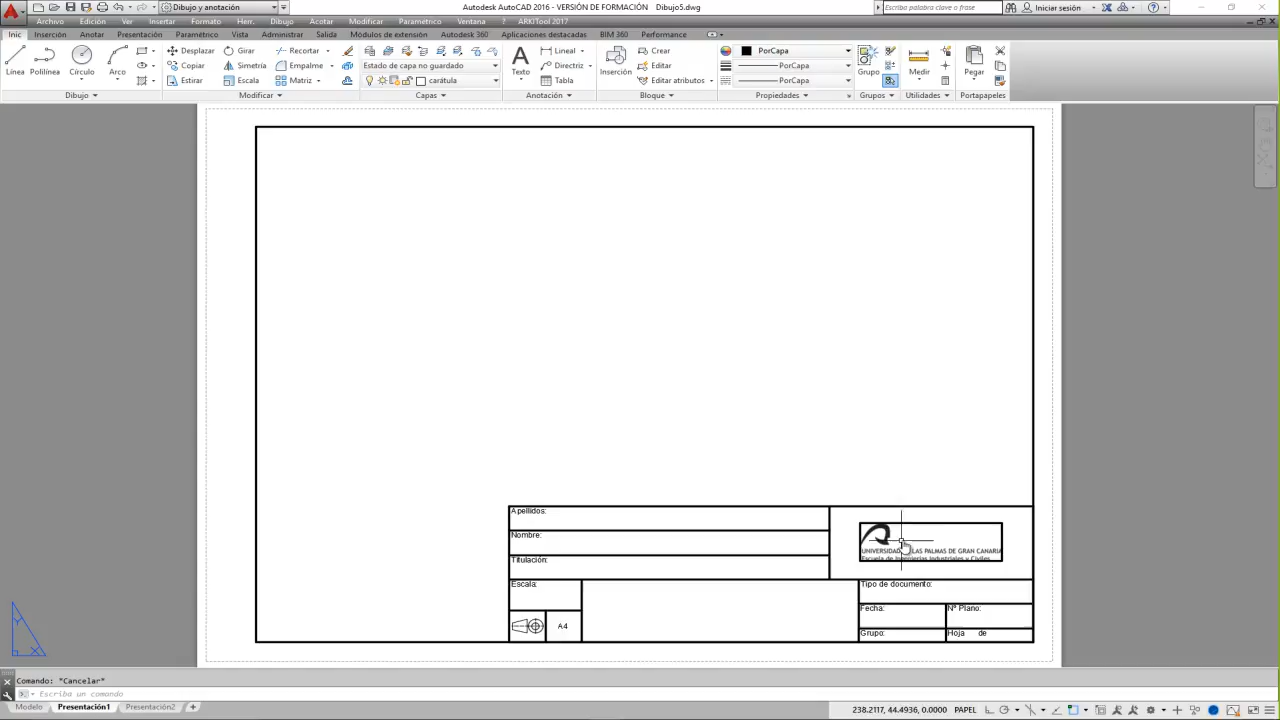 Dibujo y anotación
Autodesk AutoCAD 2016 - VERSIÓN DE FORMACIÓN Dibujo5.dwg
Escriba palabra clave o frase
Iniciar sesión
Archivo Edición Ver Insertar Formato Herr. Dibujo Acotar Modificar Paramétrico Ventana ? ARKITool 2017
Inic Inserción Anotar Presentación Paramétrico Vista Administrar Salida Módulos de extensión Autodesk 360 Aplicaciones destacadas BIM 360 Performance
Línea Polilínea Círculo Arco
Dibujo
Desplazar Girar Recortar
Copiar Simetría Empalme
Estirar Escala Matriz
Modificar
Estado de capa no guardado
carátula
Capas
Texto
Lineal
Directriz
Tabla
Anotación
Inserción
Crear
Editar
Editar atributos
Bloque
PorCapa
PorCapa
PorCapa
Propiedades
Grupo
Grupos
Medir
Utilidades
Pegar
Portapapeles
Apellidos:
Nombre:
Titulación:
UNIVERSIDAD LAS PALMAS DE GRAN CANARIA
Escuela de Ingenierías Industriales y Civiles
Escala:
A4
Tipo de documento:
Fecha: Nº Plano:
Grupo: Hoja de
Y
X
Comando: *Cancelar*
Escriba un comando
Modelo Presentación1 Presentación2 +
238.2117, 44.4936, 0.0000 PAPEL